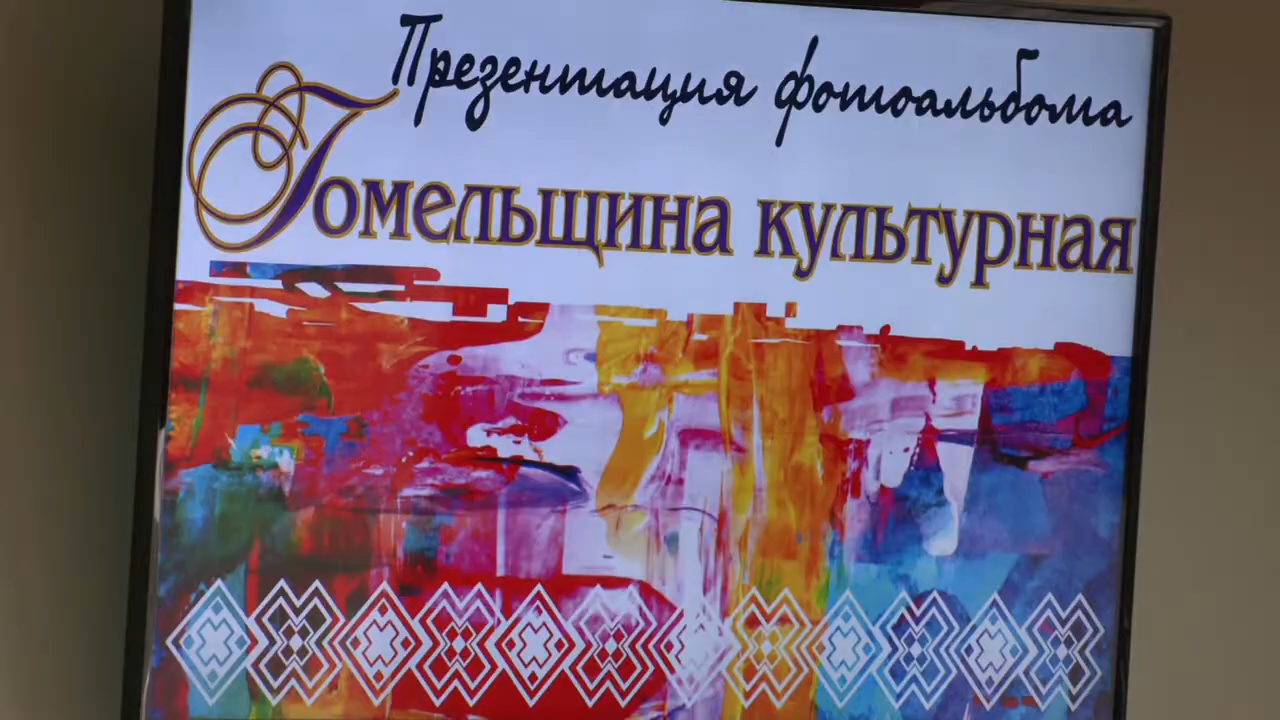 Презентация фотоальбома
Гомельщина культурная